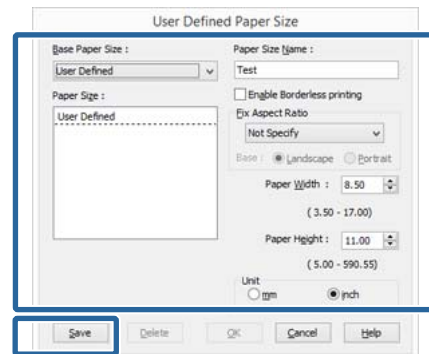 User Defined Paper Size
Base Paper Size :
User Defined
Paper Size :
User Defined
Paper Size Name :
Test
Enable Borderless printing
Fix Aspect Ratio
Not Specify
Base : Landscape Portrait
Paper Width : 8.50
( 3.50 - 17.00)
Paper Height : 11.00
( 5.00 - 590.55)
Unit
mm inch
Save Delete OK Cancel Help